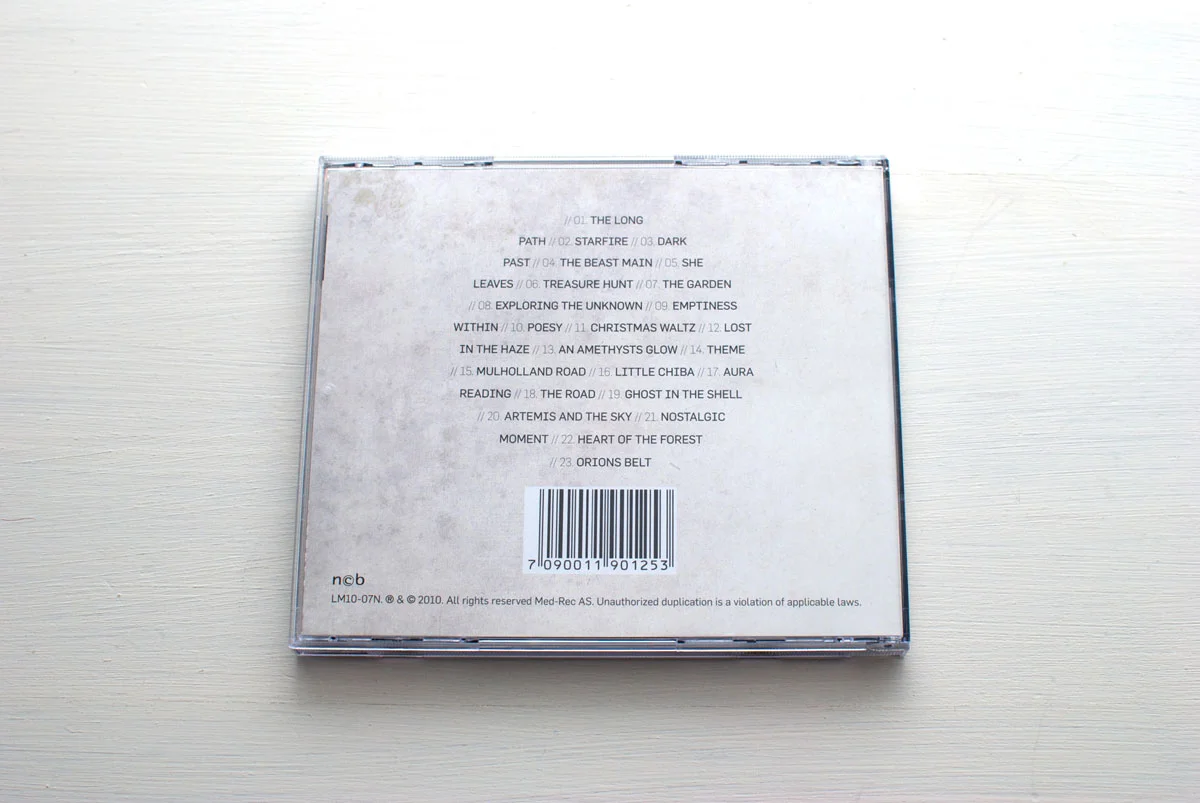 // 01. THE LONG
PATH // 02. STARFIRE // 03. DARK
PAST // 04. THE BEAST MAIN // 05. SHE
LEAVES // 06. TREASURE HUNT // 07. THE GARDEN
// 08. EXPLORING THE UNKNOWN // 09. EMPTINESS
WITHIN // 10. POESY // 11. CHRISTMAS WALTZ // 12. LOST
IN THE HAZE // 13. AN AMETHYSTS GLOW // 14. THEME
// 15. MULHOLLAND ROAD // 16. LITTLE CHIBA // 17. AURA
READING // 18. THE ROAD // 19. GHOST IN THE SHELL
// 20. ARTEMIS AND THE SKY // 21. NOSTALGIC
MOMENT // 22. HEART OF THE FOREST
// 23. ORIONS BELT
7 090011 901253
n©b
LM10-07N. ® & © 2010. All rights reserved Med-Rec AS. Unauthorized duplication is a violation of applicable laws.